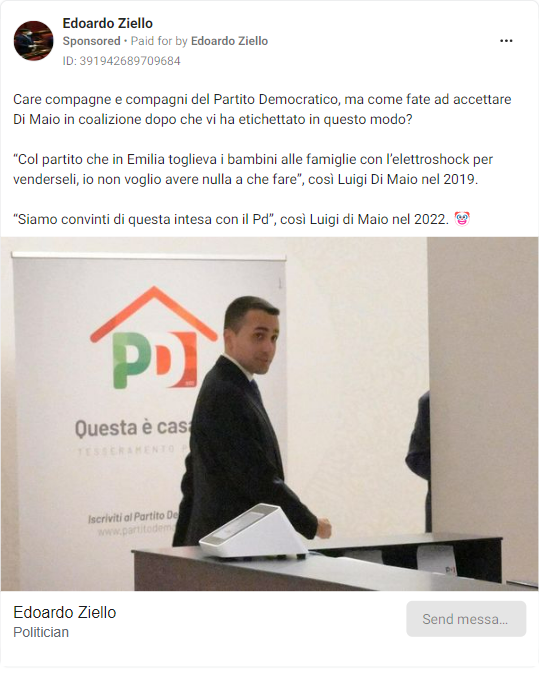 Edoardo Ziello
Sponsored • Paid for by Edoardo Ziello
ID: 391942689709684
Care compagne e compagni del Partito Democratico, ma come fate ad accettare
Di Maio in coalizione dopo che vi ha etichettato in questo modo?
“Col partito che in Emilia toglieva i bambini alle famiglie con l’elettroshock per
venderseli, io non voglio avere nulla a che fare”, così Luigi Di Maio nel 2019.
“Siamo convinti di questa intesa con il Pd”, così Luigi di Maio nel 2022. 🤡
PD
Questa è casa
TESSERAMENTO
Iscriviti al Partito De
www.partitodem
PD
Edoardo Ziello
Politician
Send messa...